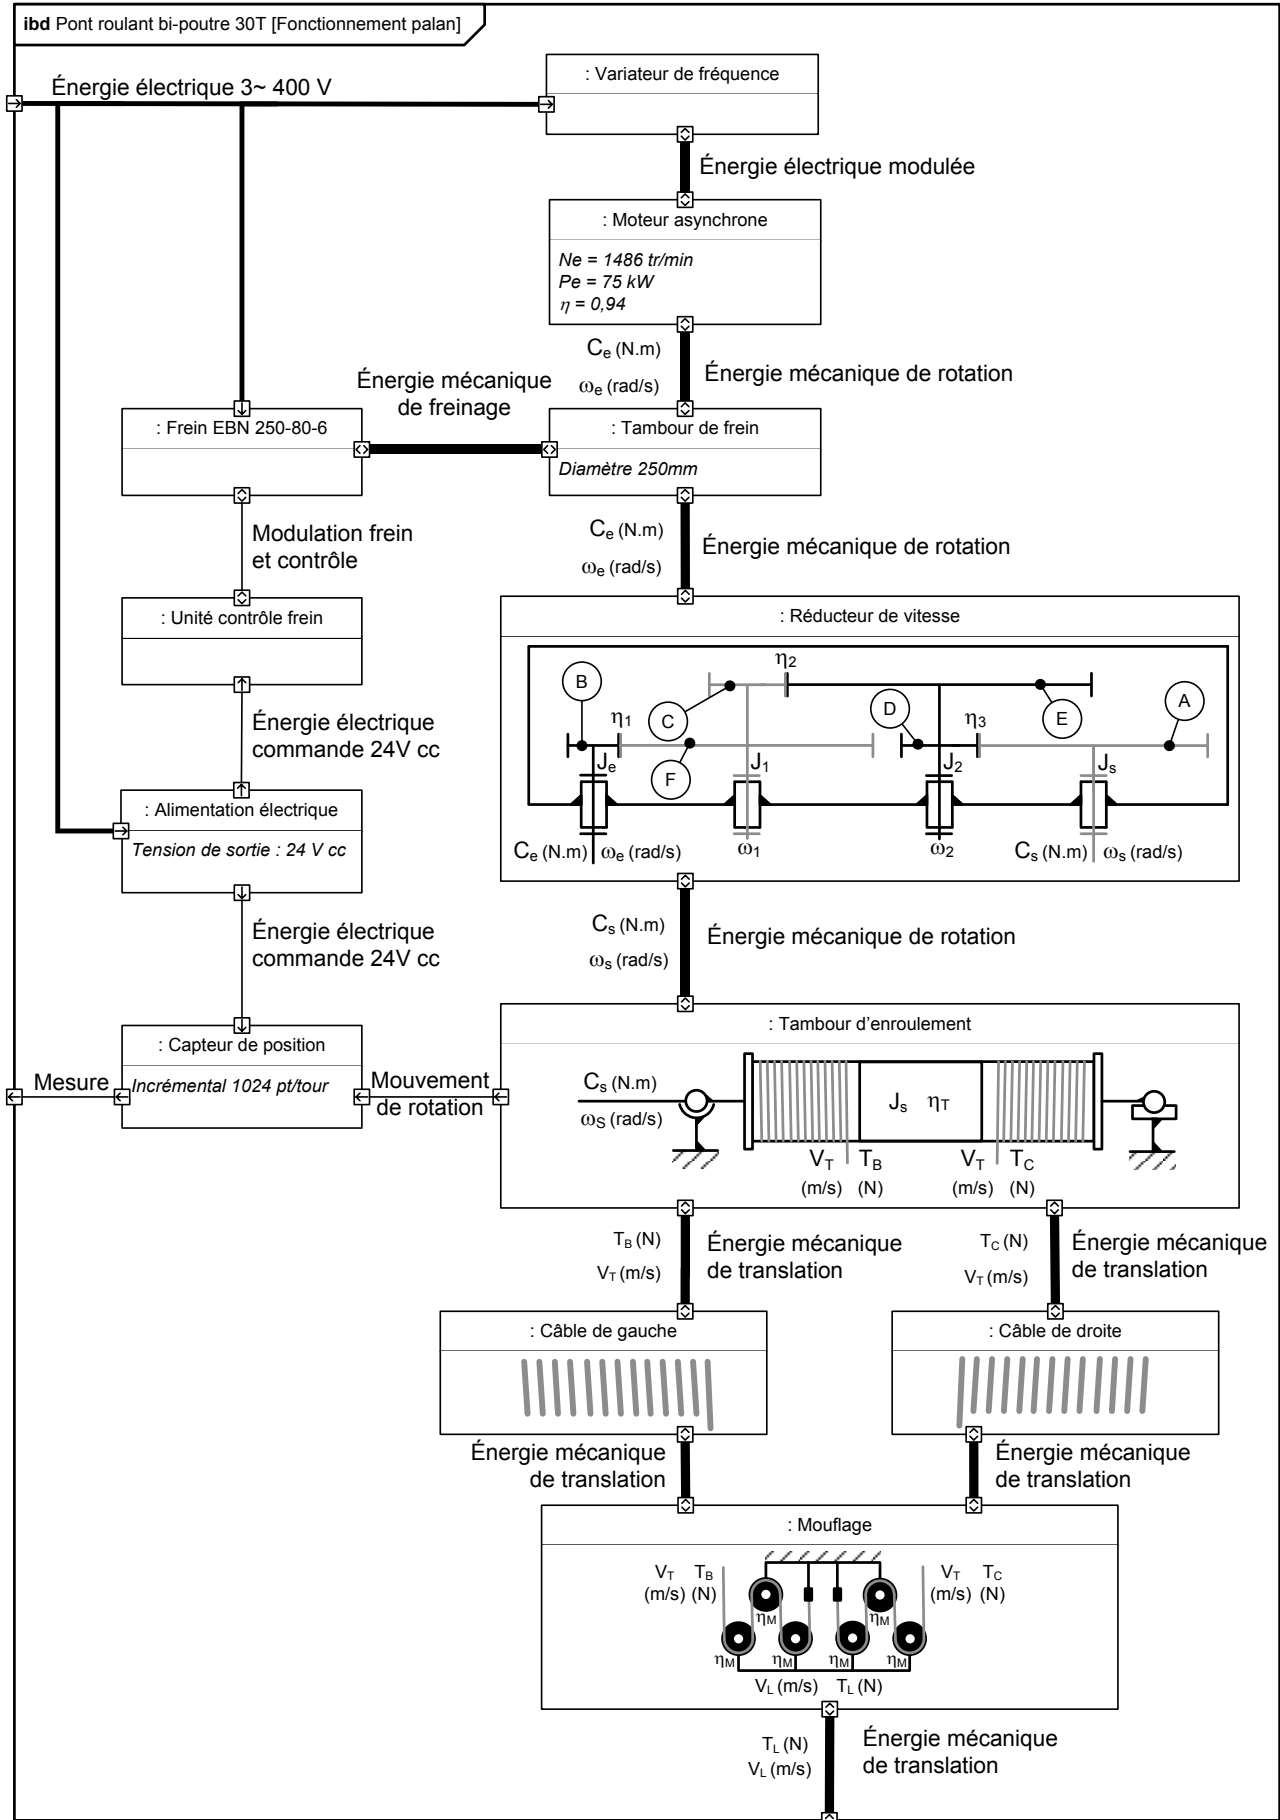 ibd Pont roulant bi-poutre 30T [Fonctionnement palan]
Énergie électrique 3~ 400 V
: Variateur de fréquence
Énergie électrique modulée
: Moteur asynchrone
Ne = 1486 tr/min
Pe = 75 kW
η = 0,94
Ce (N.m)
ωe (rad/s)
Énergie mécanique de rotation
Énergie mécanique
de freinage
: Frein EBN 250-80-6
: Tambour de frein
Diamètre 250mm
Modulation frein
et contrôle
Ce (N.m)
ωe (rad/s)
Énergie mécanique de rotation
: Unité contrôle frein
: Réducteur de vitesse
B
η1
C
F
η2
D
η3
E
A
Je
J1
J2
Js
Ce (N.m) ωe (rad/s)
ω1
ω2
Cs (N.m) ωs (rad/s)
Énergie électrique
commande 24V cc
: Alimentation électrique
Tension de sortie : 24 V cc
Énergie électrique
commande 24V cc
Cs (N.m)
ωs (rad/s)
Énergie mécanique de rotation
: Capteur de position
Incrémental 1024 pt/tour
Mesure
Mouvement
de rotation
: Tambour d’enroulement
Cs (N.m)
ωS (rad/s)
Js ηT
VT TB
(m/s) (N)
VT TC
(m/s) (N)
TB (N)
VT (m/s)
Énergie mécanique
de translation
TC (N)
VT (m/s)
Énergie mécanique
de translation
: Câble de gauche
: Câble de droite
Énergie mécanique
de translation
Énergie mécanique
de translation
: Mouflage
VT TB
(m/s) (N)
VT TC
(m/s) (N)
ηM
ηM
ηM
ηM
ηM
ηM
VL (m/s) TL (N)
TL (N)
VL (m/s)
Énergie mécanique
de translation